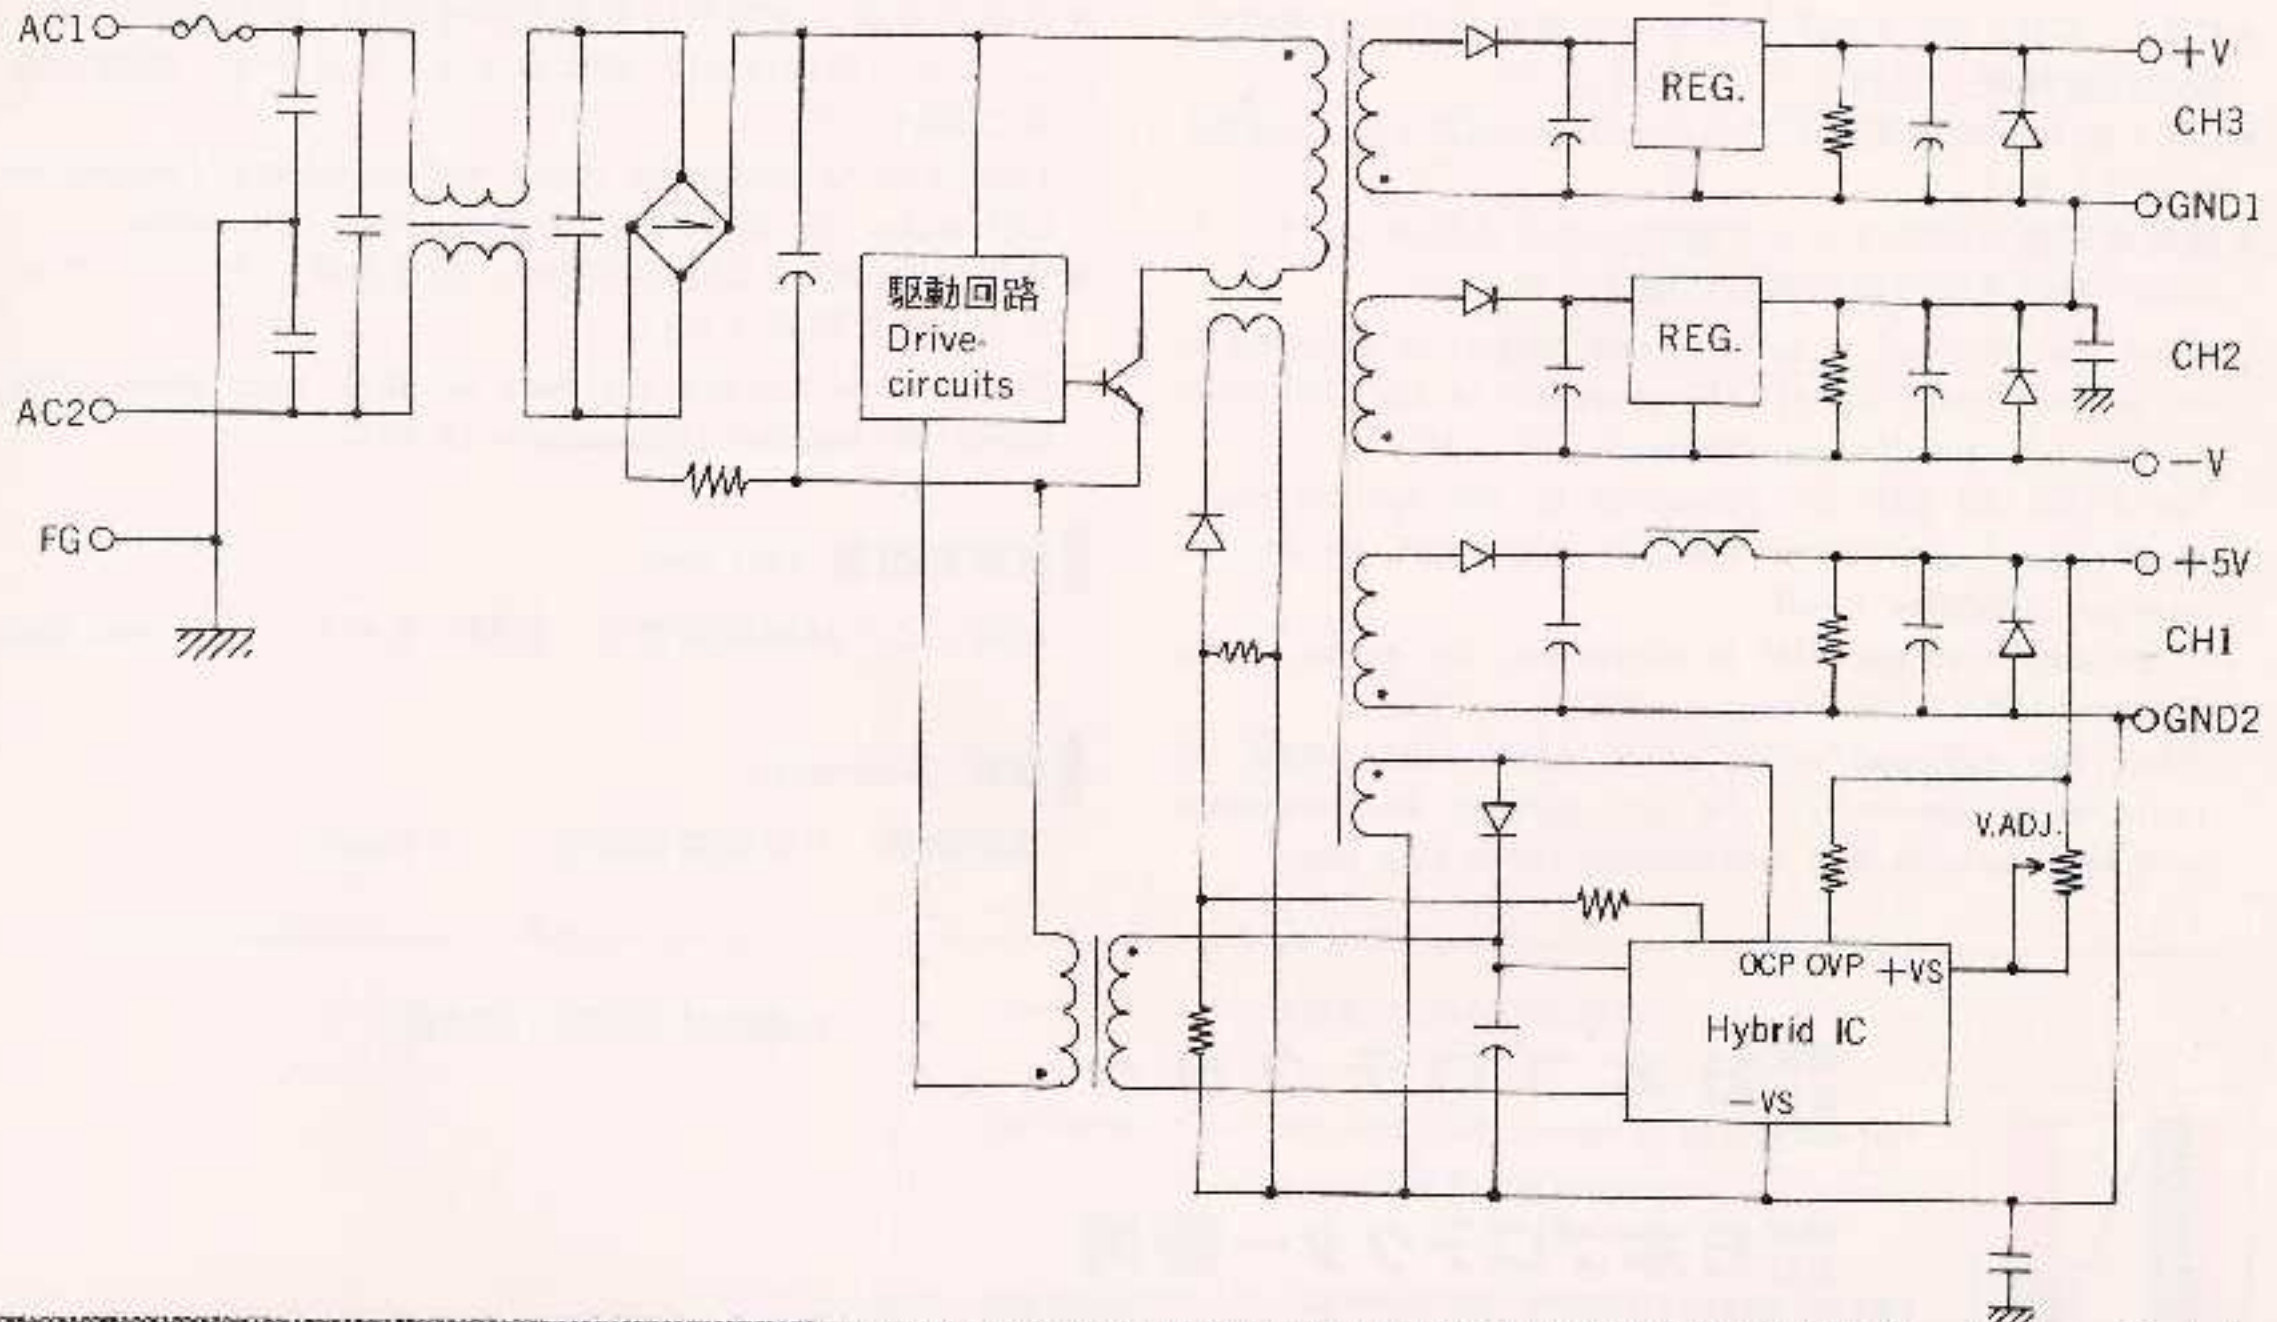 AC1
AC2
FG
駆動回路
Drive-
circuits
REG.
+V
CH3
GND1
REG.
CH2
-V
+5V
CH1
GND2
V.ADJ.
OCP OVP +VS
Hybrid IC
-VS